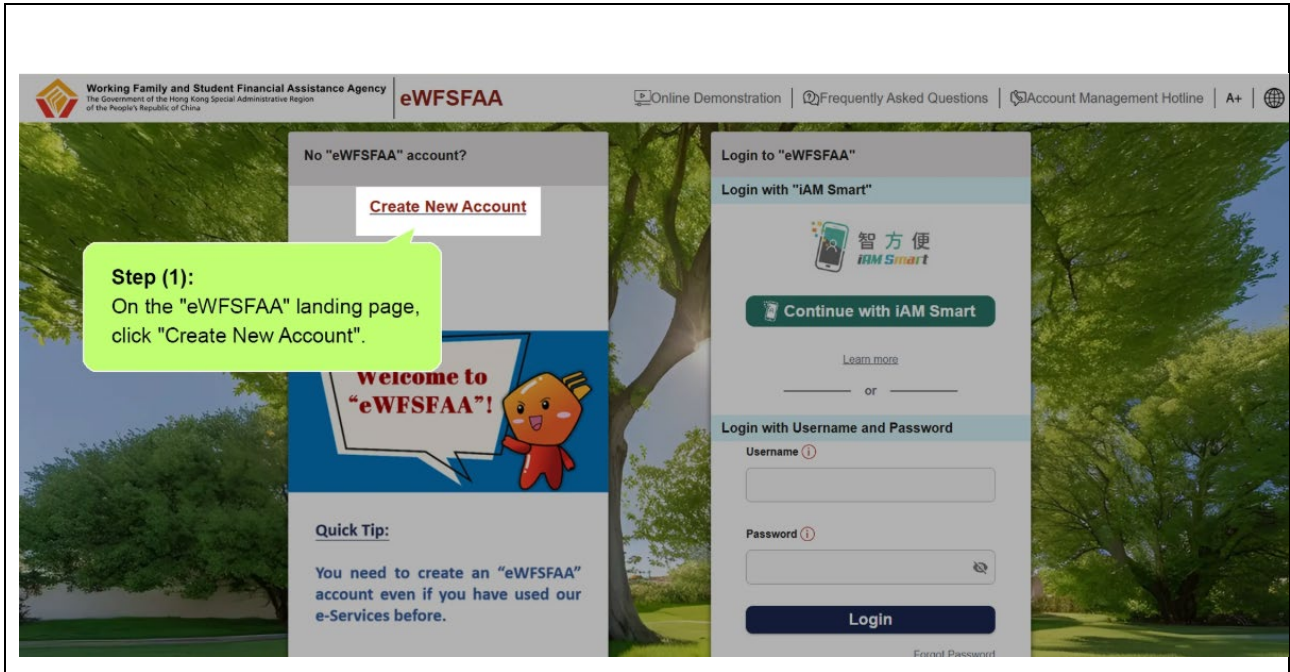 Working Family and Student Financial Assistance Agency
The Government of the Hong Kong Special Administrative Region
of the People's Republic of China
eWFSFAA
Online Demonstration
Frequently Asked Questions
Account Management Hotline
A+
No "eWFSFAA" account?
Create New Account
Step (1):
On the "eWFSFAA" landing page,
click "Create New Account".
Welcome to
“eWFSFAA”!
Quick Tip:
You need to create an “eWFSFAA”
account even if you have used our
e-Services before.
Login to "eWFSFAA"
Login with "iAM Smart"
智方便
iAM Smart
Continue with iAM Smart
Learn more
or
Login with Username and Password
Username
Password
Login
Forgot Password